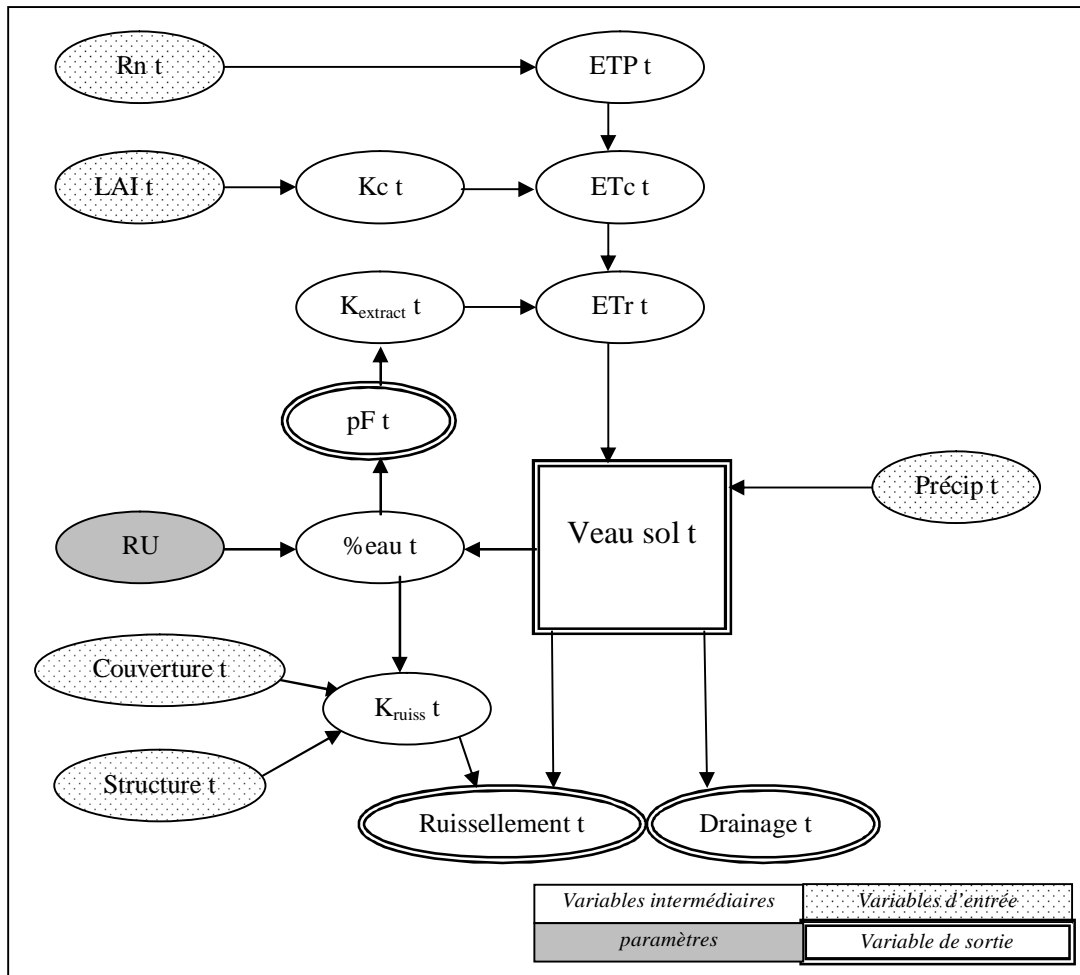 Rn t
ETP t
LAI t
Kc t
ETc t
Kextract t
ETr t
pF t
Précip t
Veau sol t
RU
%eau t
Couverture t
Kruiss t
Structure t
Ruissellement t
Drainage t
Variables intermédiaires
Variables d'entrée
paramètres
Variable de sortie